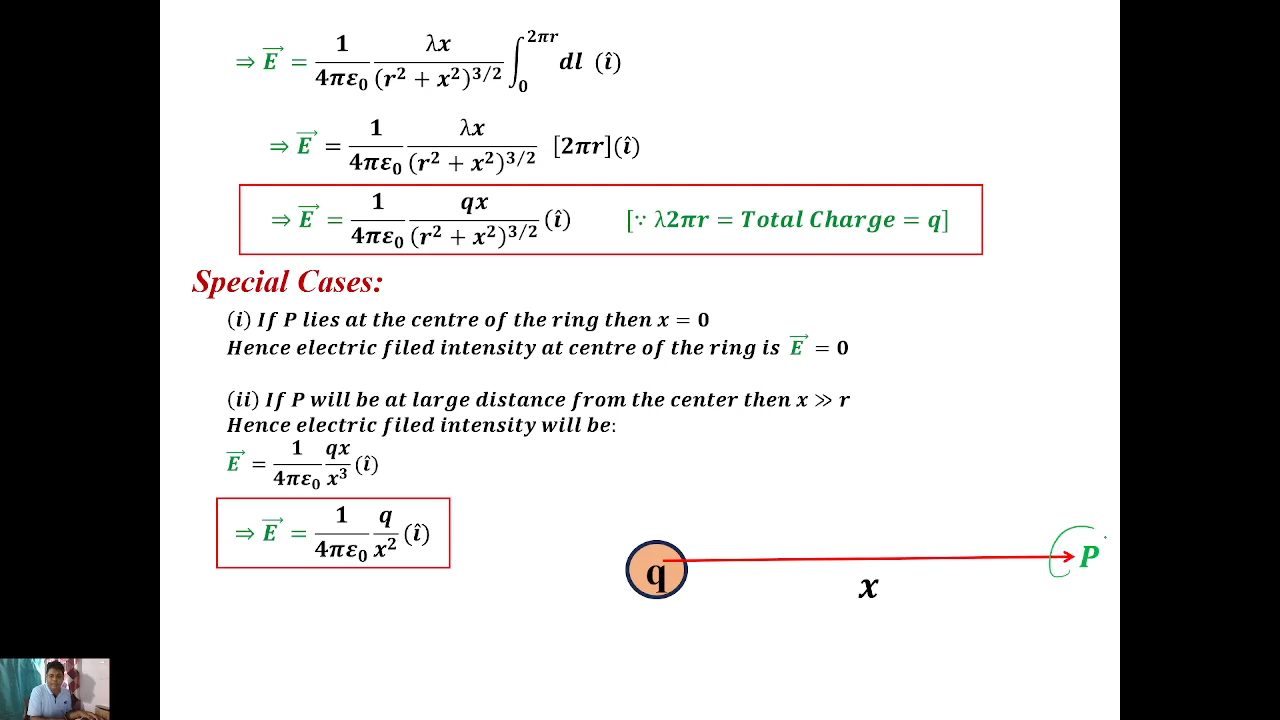 ⇒ E⃗ = 1/4πε₀ λx/(r² + x²)^3/2 ∫₀^2πr dl (î)
⇒ E⃗ = 1/4πε₀ λx/(r² + x²)^3/2 [2πr](î)
⇒ E⃗ = 1/4πε₀ qx/(r² + x²)^3/2 (î) [∵ λ2πr = Total Charge = q]
Special Cases:
(i) If P lies at the centre of the ring then x = 0
Hence electric filed intensity at centre of the ring is E⃗ = 0
(ii) If P will be at large distance from the center then x ≫ r
Hence electric filed intensity will be:
E⃗ = 1/4πε₀ qx/x³ (î)
⇒ E⃗ = 1/4πε₀ q/x² (î)
q
x
P